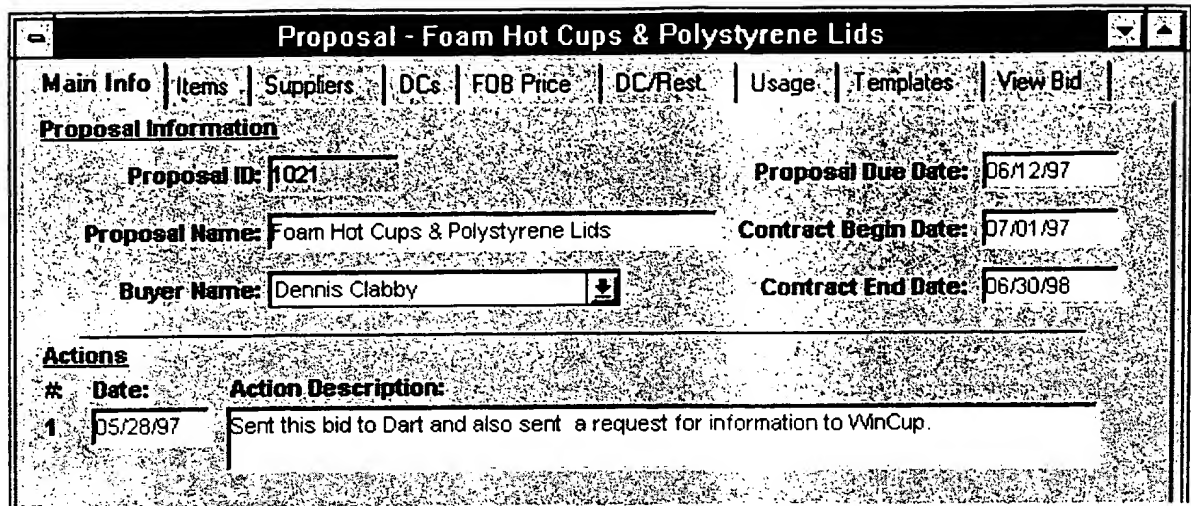 Proposal - Foam Hot Cups & Polystyrene Lids
Main Info Items Suppliers DCs FOB Price DC/Rest. Usage Templates View Bid
Proposal Information
Proposal ID: 1021 Proposal Due Date: 06/12/97
Proposal Name: Foam Hot Cups & Polystyrene Lids Contract Begin Date: 07/01/97
Buyer Name: Dennis Clabby Contract End Date: 06/30/98
Actions
# Date: Action Description:
1 05/28/97 Sent this bid to Dart and also sent a request for information to WinCup.